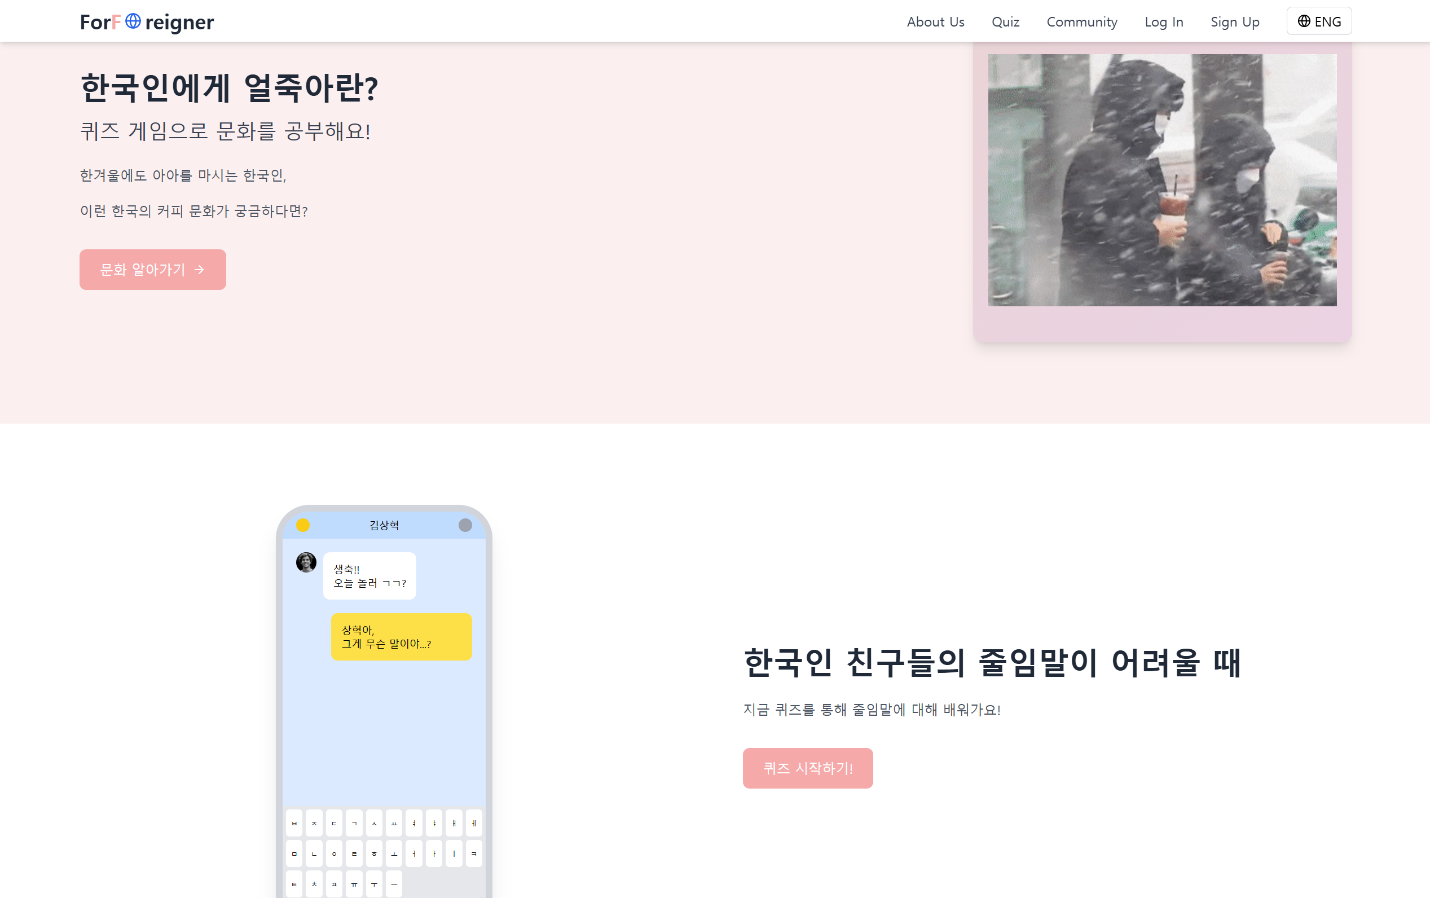 ForFreigner
About Us
Quiz
Community
Log In
Sign Up
ENG
한국인에게 얼죽아란?
퀴즈 게임으로 문화를 공부해요!
한겨울에도 아아를 마시는 한국인,
이런 한국의 커피 문화가 궁금하다면?
문화 알아가기 →
김상혁
생축!!
오늘 놀러 ㄱㄱ?
상혁아,
그게 무슨 말이야...?
한국인 친구들의 줄임말이 어려울 때
지금 퀴즈를 통해 줄임말에 대해 배워가요!
퀴즈 시작하기!
ㅂ ㅈ ㄷ ㄱ ㅅ ㅛ ㅕ ㅑ ㅐ ㅔ
ㅁ ㄴ ㅇ ㄹ ㅎ ㅗ ㅓ ㅏ ㅣ ㅋ
ㅌ ㅊ ㅍ ㅠ ㅜ ㅡ